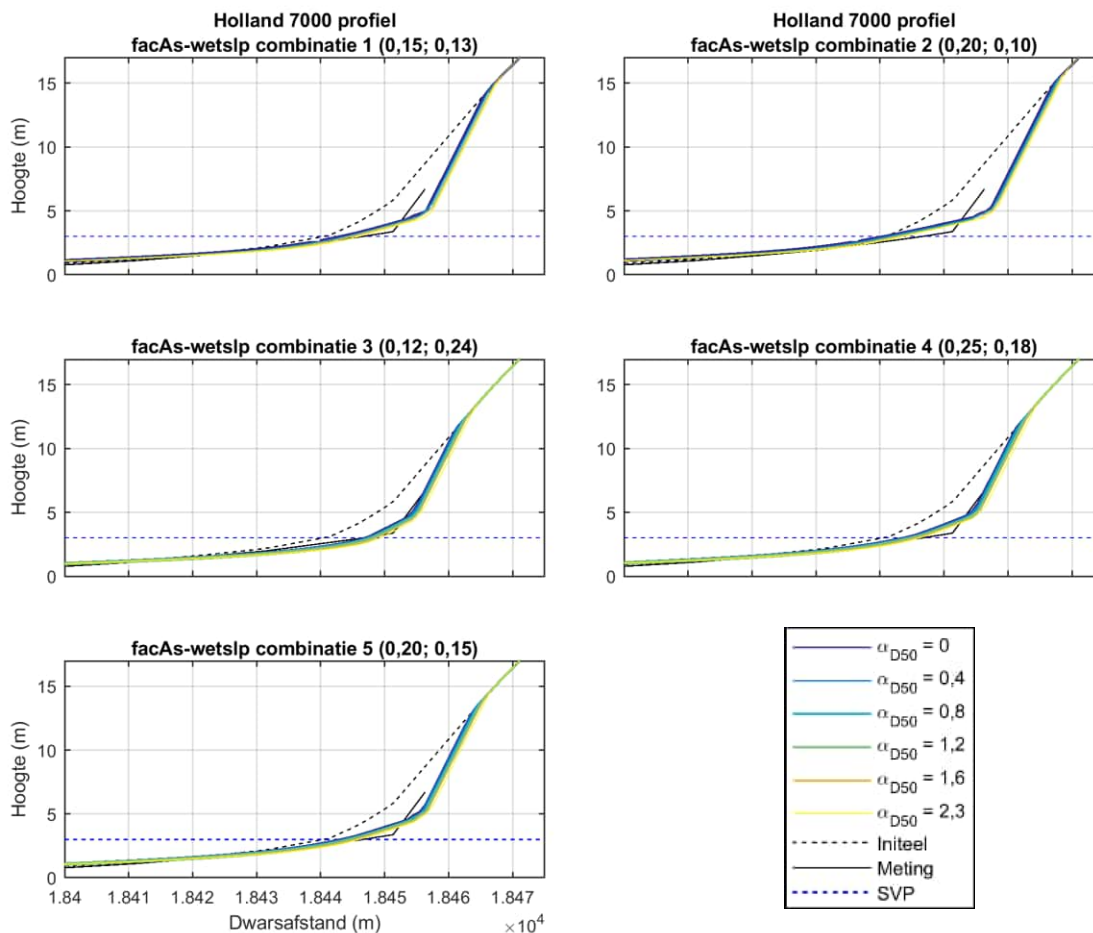 Holland 7000 profiel
facAs-wetslp combinatie 1 (0,15; 0,13)
Hoogte (m)
15
10
5
0
Holland 7000 profiel
facAs-wetslp combinatie 2 (0,20; 0,10)
15
10
5
0
facAs-wetslp combinatie 3 (0,12; 0,24)
Hoogte (m)
15
10
5
0
facAs-wetslp combinatie 4 (0,25; 0,18)
15
10
5
0
facAs-wetslp combinatie 5 (0,20; 0,15)
Hoogte (m)
15
10
5
0
1.84 1.841 1.842 1.843 1.844 1.845 1.846 1.847
Dwarsafstand (m)
×10⁴
α_D50 = 0
α_D50 = 0,4
α_D50 = 0,8
α_D50 = 1,2
α_D50 = 1,6
α_D50 = 2,3
Initeel
Meting
SVP